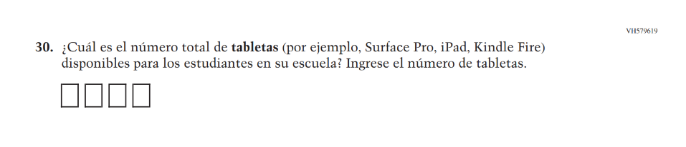 VH579619
30. ¿Cuál es el número total de tabletas (por ejemplo, Surface Pro, iPad, Kindle Fire)
disponibles para los estudiantes en su escuela? Ingrese el número de tabletas.